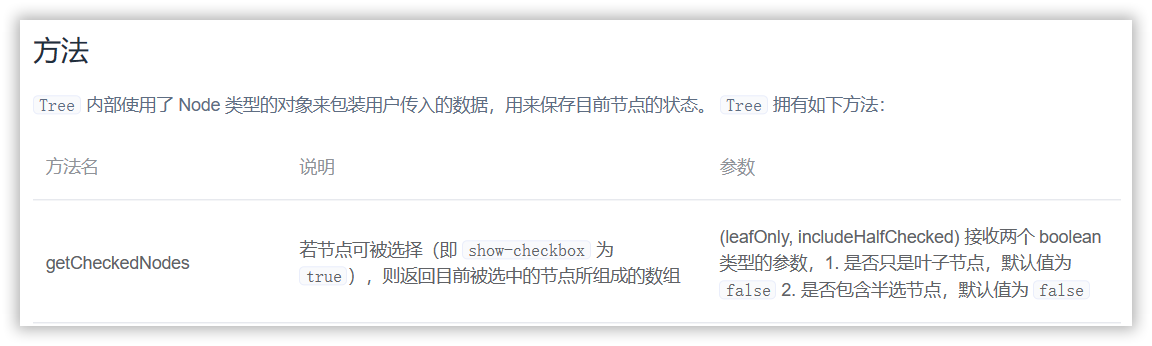 方法
Tree 内部使用了 Node 类型的对象来包装用户传入的数据，用来保存目前节点的状态。 Tree 拥有如下方法：
方法名 说明 参数
getCheckedNodes
若节点可被选择（即 show-checkbox 为
true），则返回目前被选中的节点所组成的数组
(leafOnly, includeHalfChecked) 接收两个 boolean
类型的参数，1. 是否只是叶子节点，默认值为
false 2. 是否包含半选节点，默认值为 false